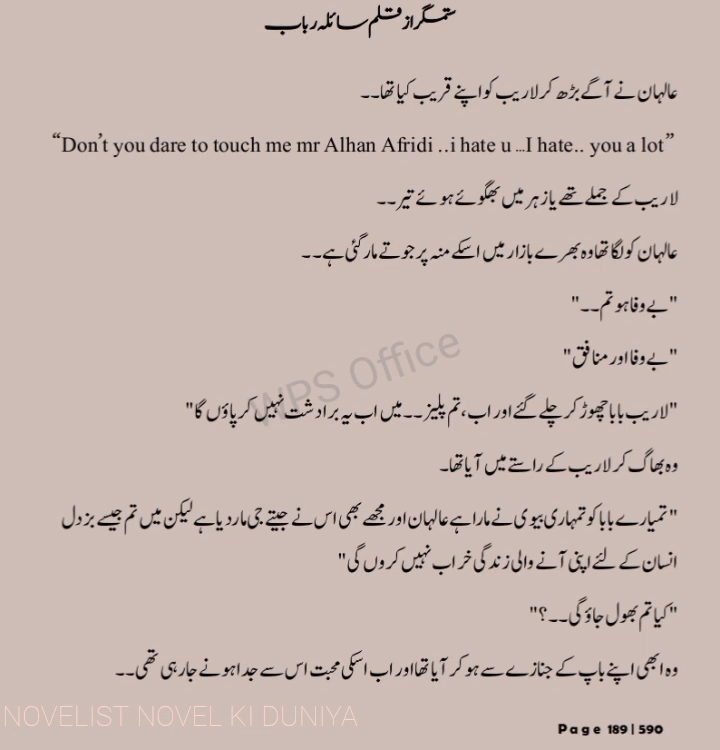 ستمگر از قلم سائلہ رباب
عالہان نے آگے بڑھ کر لاریب کو اپنے قریب کیا تھا۔۔
“Don’t you dare to touch me mr Alhan Afridi ..i hate u ...I hate.. you a lot”
لاریب کے جملے تھے یا زہر میں بھگوئے ہوئے تیر۔۔
عالہان کو لگا تھا وہ بھرے بازار میں اسکے منہ پر جوتے مار گئی ہے۔۔
"بے وفا ہو تم۔۔"
"بے وفا اور منافق"
"لاریب بابا چھوڑ کر چلے گئے اور اب، تم پلیز۔۔میں اب یہ برادشت نہیں کر پاؤں گا"
وہ بھاگ کر لاریب کے راستے میں آیا تھا۔
"تمیارے بابا کو تمہاری بیوی نے مارا ہے عالہان اور مجھے بھی اس نے جیتے جی مار دیا ہے لیکن میں تم جیسے بزدل
انسان کے لئے اپنی آنے والی زندگی خراب نہیں کروں گی"
"کیا تم بھول جاؤ گی۔۔؟"
وہ ابھی اپنے باپ کے جنازے سے ہو کر آیا تھااور اب اسکی محبت اس سے جدا ہونے جا رہی تھی۔۔
WPS Office
NOVELIST NOVEL KI DUNIYA
Page 189 | 590